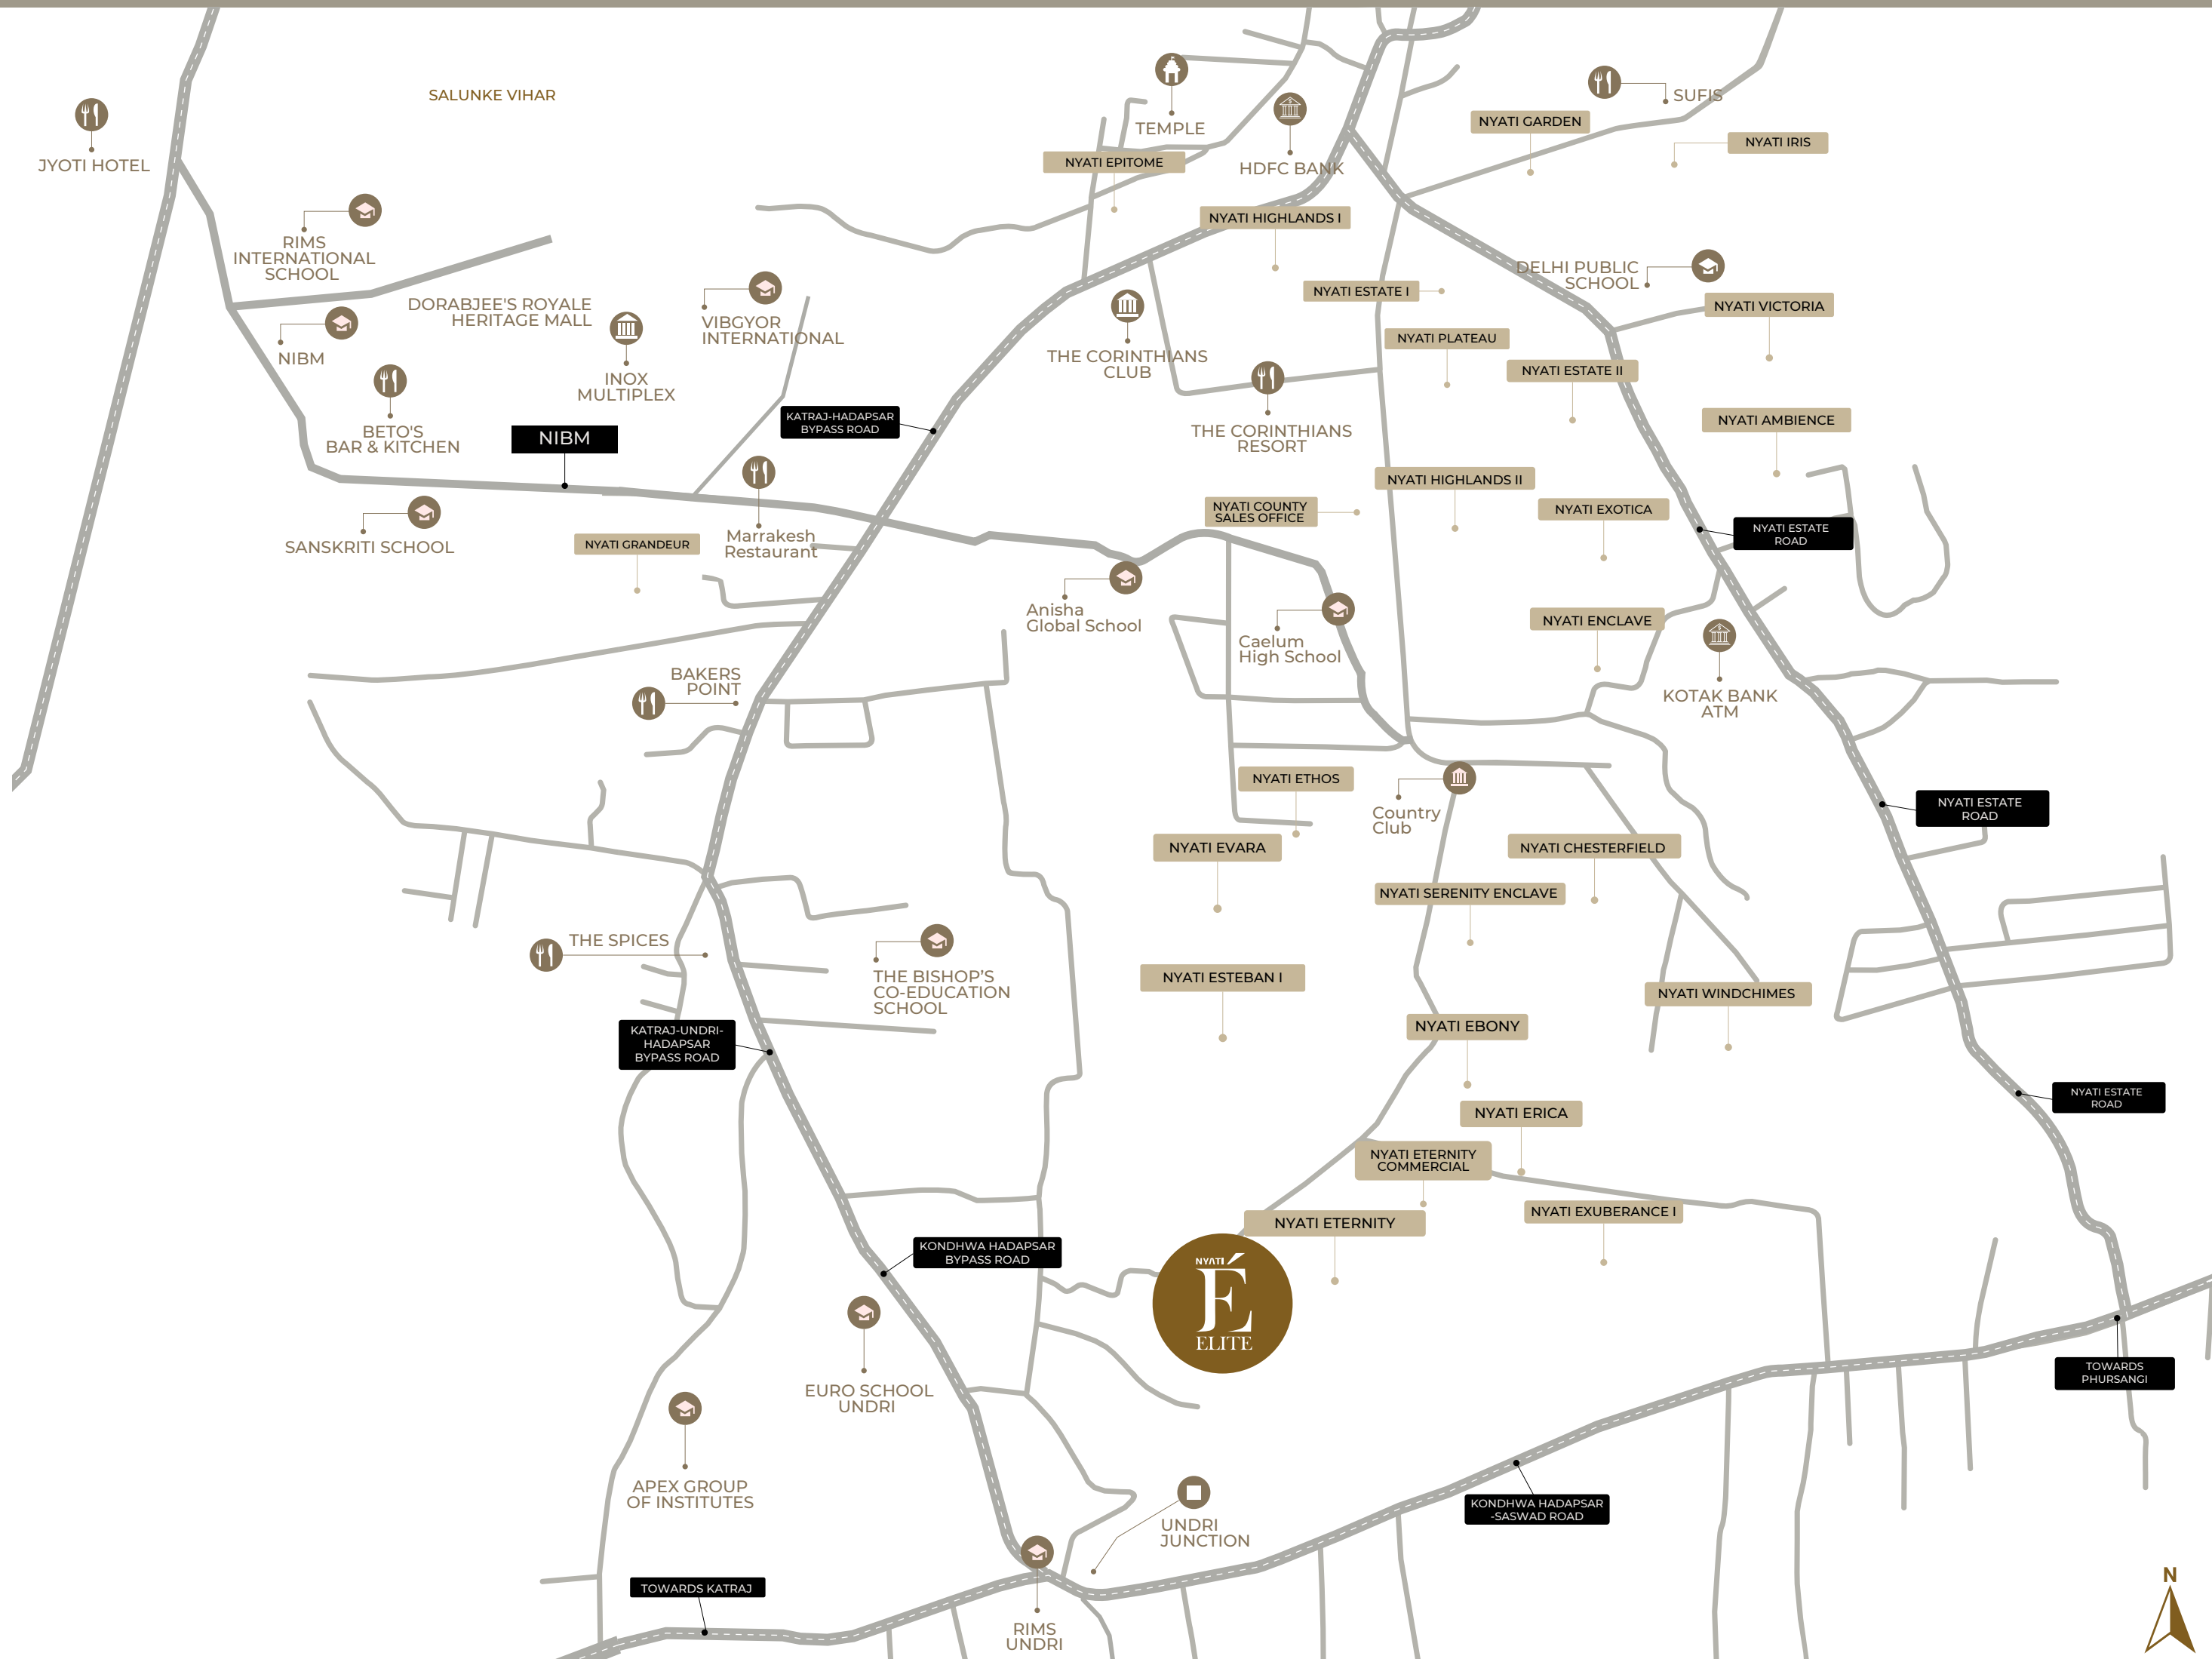 SALUNKE VIHAR
JYOTI HOTEL
TEMPLE
HDFC BANK
SUFIS
NYATI GARDEN
NYATI IRIS
NYATI EPITOME
NYATI HIGHLANDS I
RIMS
INTERNATIONAL
SCHOOL
DELHI PUBLIC
SCHOOL
NYATI ESTATE I
NYATI VICTORIA
DORABJEE'S ROYALE
HERITAGE MALL
VIBGYOR
INTERNATIONAL
NIBM
NYATI PLATEAU
THE CORINTHIANS
CLUB
NYATI ESTATE II
INOX
MULTIPLEX
KATRAJ-HADAPSAR
BYPASS ROAD
NYATI AMBIENCE
BETO'S
BAR & KITCHEN
NIBM
THE CORINTHIANS
RESORT
NYATI HIGHLANDS II
NYATI COUNTY
SALES OFFICE
NYATI EXOTICA
NYATI ESTATE
ROAD
SANSKRITI SCHOOL
NYATI GRANDEUR
Marrakesh
Restaurant
Anisha
Global School
Caelum
High School
NYATI ENCLAVE
BAKERS
POINT
KOTAK BANK
ATM
NYATI ETHOS
Country
Club
NYATI ESTATE
ROAD
NYATI EVARA
NYATI CHESTERFIELD
NYATI SERENITY ENCLAVE
THE SPICES
THE BISHOP'S
CO-EDUCATION
SCHOOL
NYATI ESTEBAN I
NYATI WINDCHIMES
NYATI EBONY
KATRAJ-UNDRI-
HADAPSAR
BYPASS ROAD
NYATI ESTATE
ROAD
NYATI ERICA
NYATI ETERNITY
COMMERCIAL
NYATI EXUBERANCE I
NYATI ETERNITY
KONDHWA HADAPSAR
BYPASS ROAD
NYATI
É
ELITE
EURO SCHOOL
UNDRI
TOWARDS
PHURSANGI
APEX GROUP
OF INSTITUTES
KONDHWA HADAPSAR
-SASWAD ROAD
UNDRI
JUNCTION
TOWARDS KATRAJ
RIMS
UNDRI
N